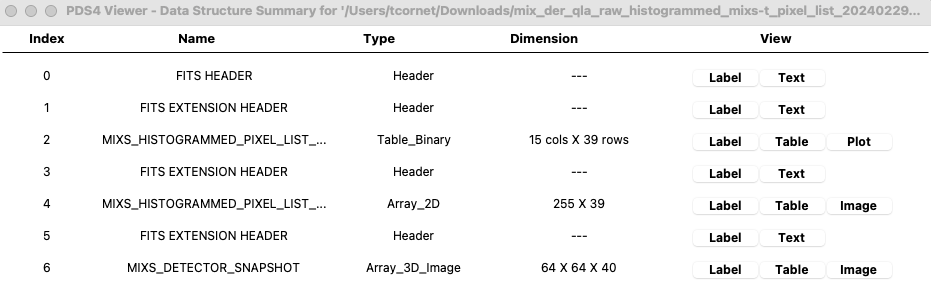 PDS4 Viewer - Data Structure Summary for '/Users/tcornet/Downloads/mix_der_qla_raw_histogrammed_mixs-t_pixel_list_20240229...
Index Name Type Dimension View
0 FITS HEADER Header --- Label Text
1 FITS EXTENSION HEADER Header --- Label Text
2 MIXS_HISTOGRAMMED_PIXEL_LIST_... Table_Binary 15 cols X 39 rows Label Table Plot
3 FITS EXTENSION HEADER Header --- Label Text
4 MIXS_HISTOGRAMMED_PIXEL_LIST_... Array_2D 255 X 39 Label Table Image
5 FITS EXTENSION HEADER Header --- Label Text
6 MIXS_DETECTOR_SNAPSHOT Array_3D_Image 64 X 64 X 40 Label Table Image